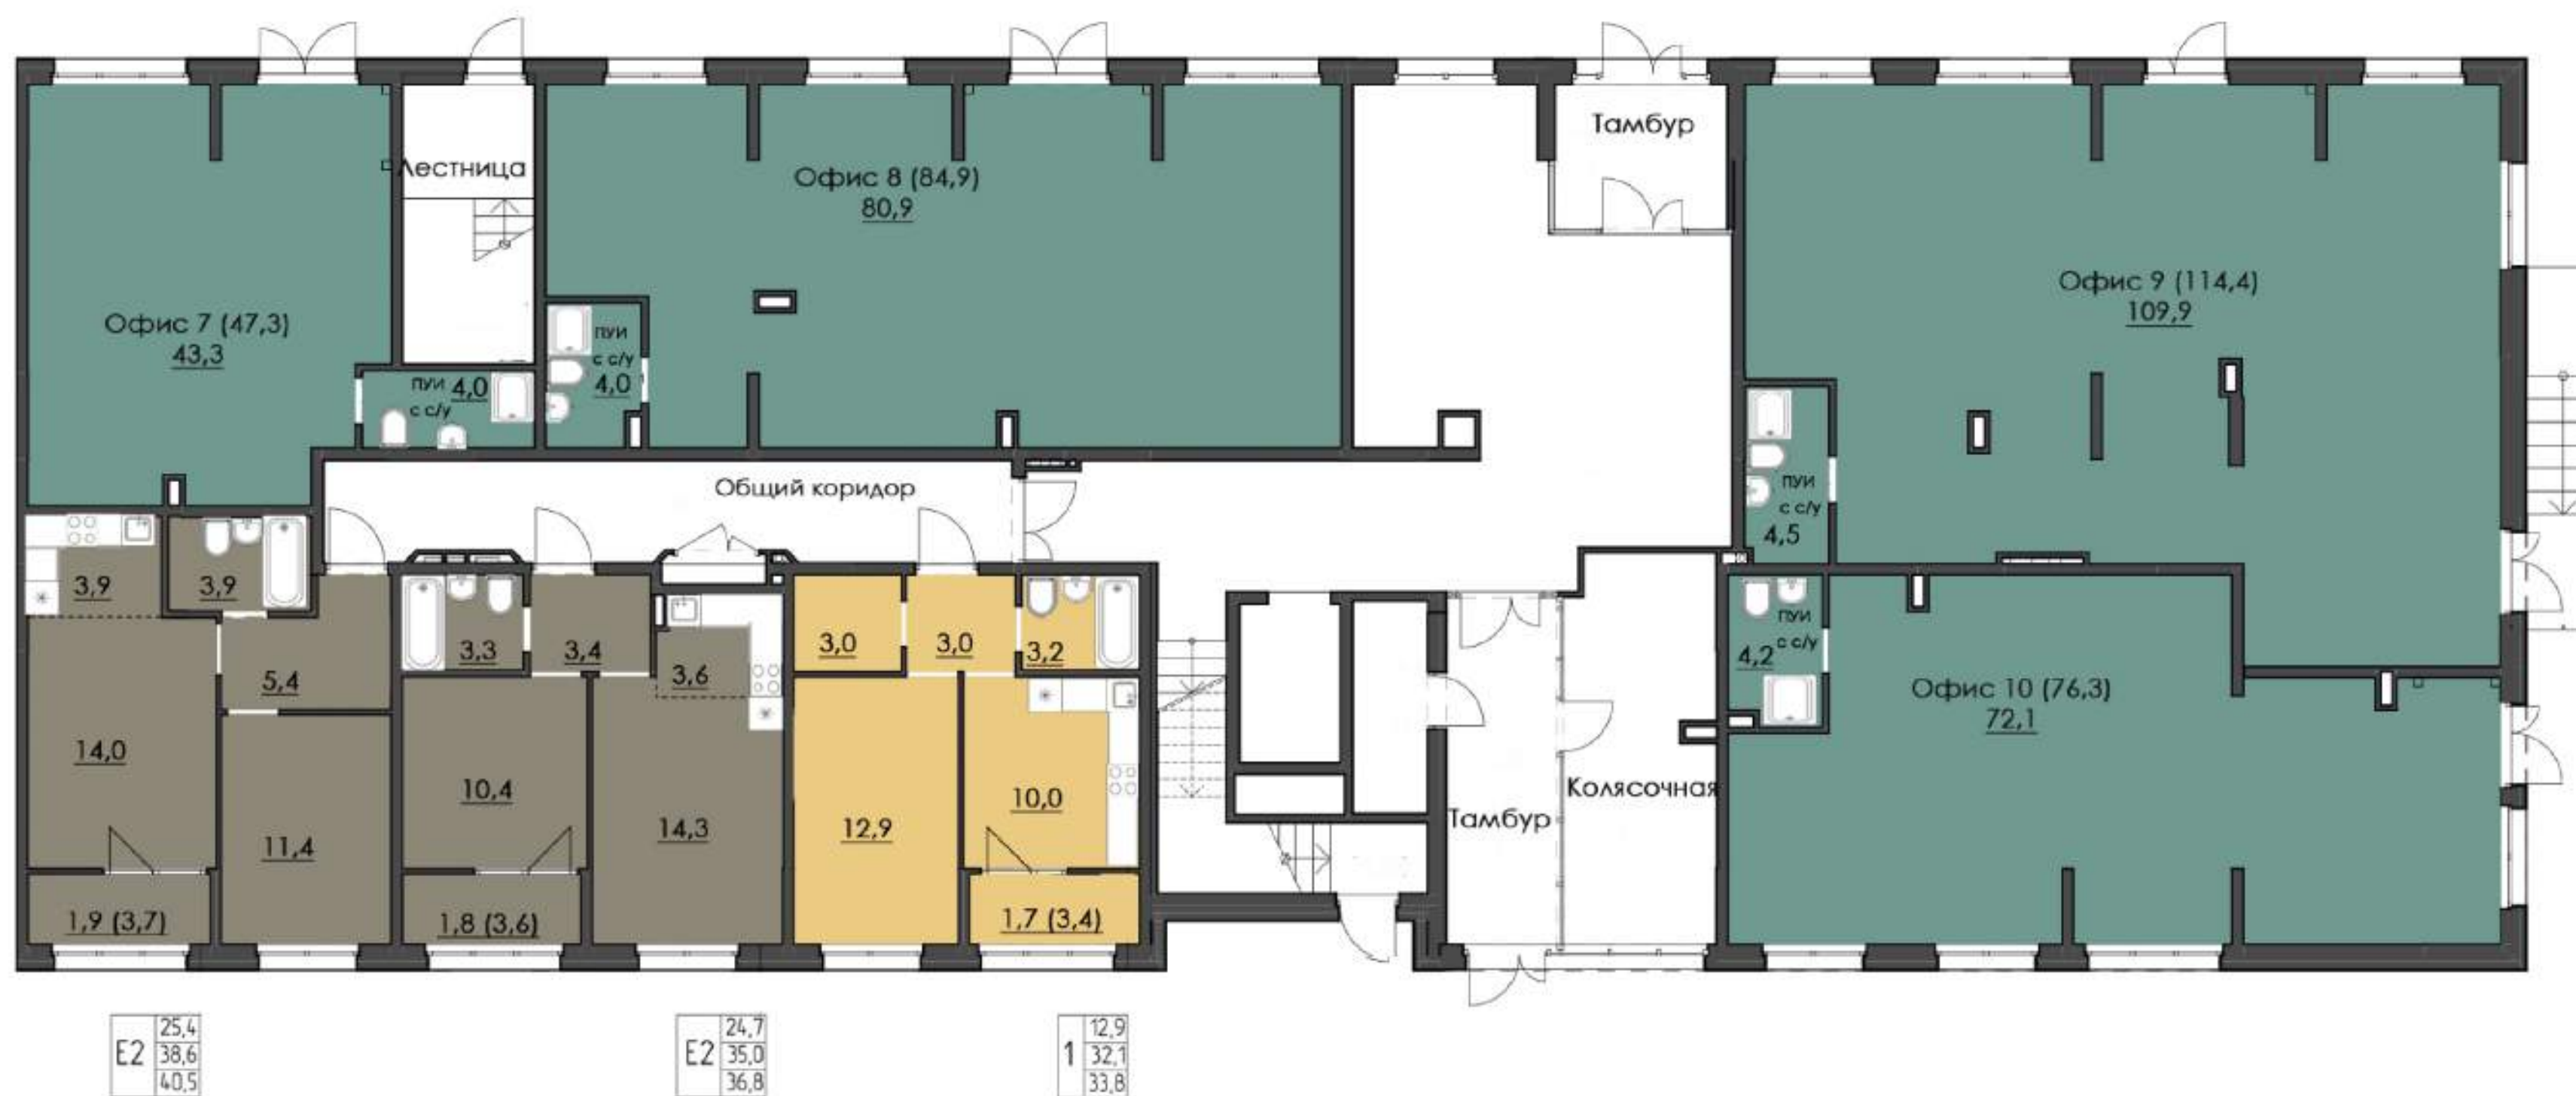 Тамбур
Лестница
Офис 8 (84,9)
80,9
Офис 9 (114,4)
109,9
Офис 7 (47,3)
43,3
ПУИ 4,0
с с/у
ПУИ
с с/у
4,0
Общий коридор
ПУИ
с с/у
4,5
3,9
3,9
5,4
14,0
11,4
1,9 (3,7)
3,3
3,4
3,6
10,4
14,3
1,8 (3,6)
3,0
3,0
3,2
12,9
10,0
1,7 (3,4)
Тамбур
Колясочная
ПУИ
с с/у
4,2
Офис 10 (76,3)
72,1
Е2
25,4
38,6
40,5
Е2
24,7
35,0
36,8
1
12,9
32,1
33,8